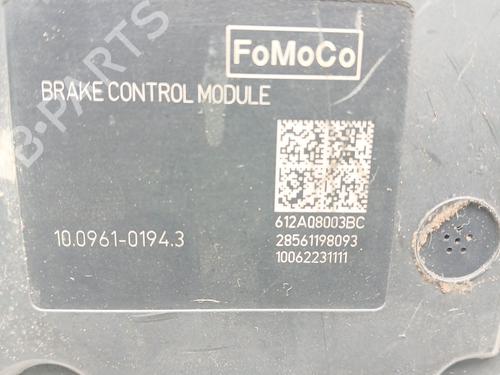 B-PARTS
FoMoCo
BRAKE CONTROL MODULE
612A08003BC
10.0961-0194.3
28561198093
10062231111